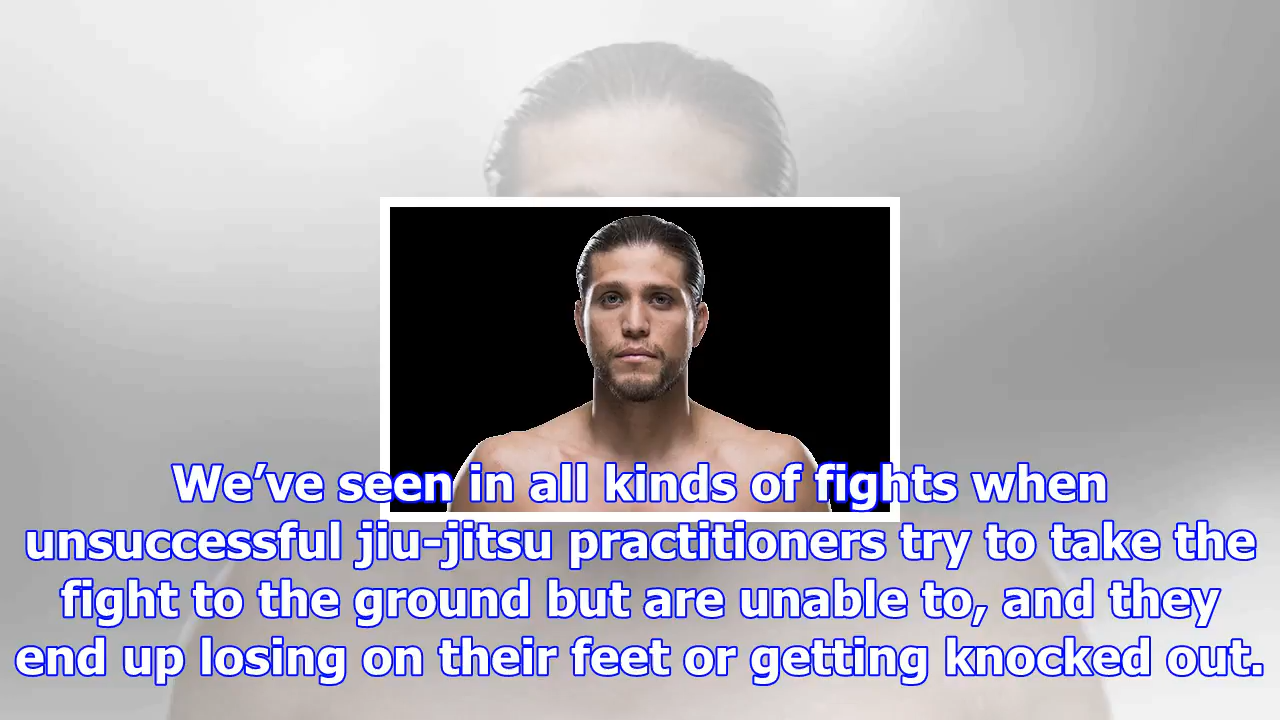 We’ve seen in all kinds of fights when
unsuccessful jiu-jitsu practitioners try to take the
fight to the ground but are unable to, and they
end up losing on their feet or getting knocked out.